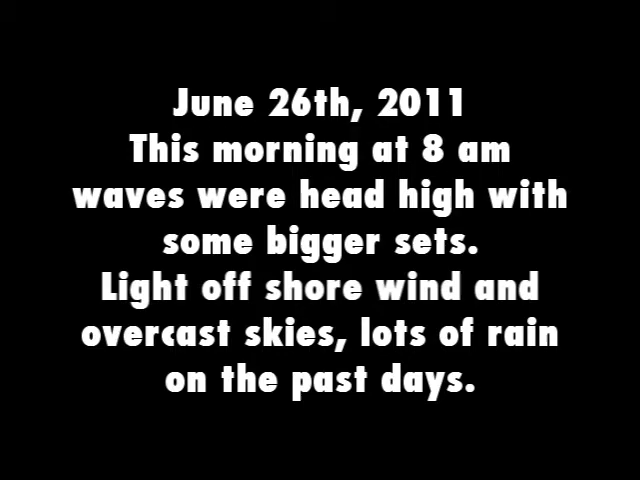 June 26th, 2011
This morning at 8 am
waves were head high with
some bigger sets.
Light off shore wind and
overcast skies, lots of rain
on the past days.